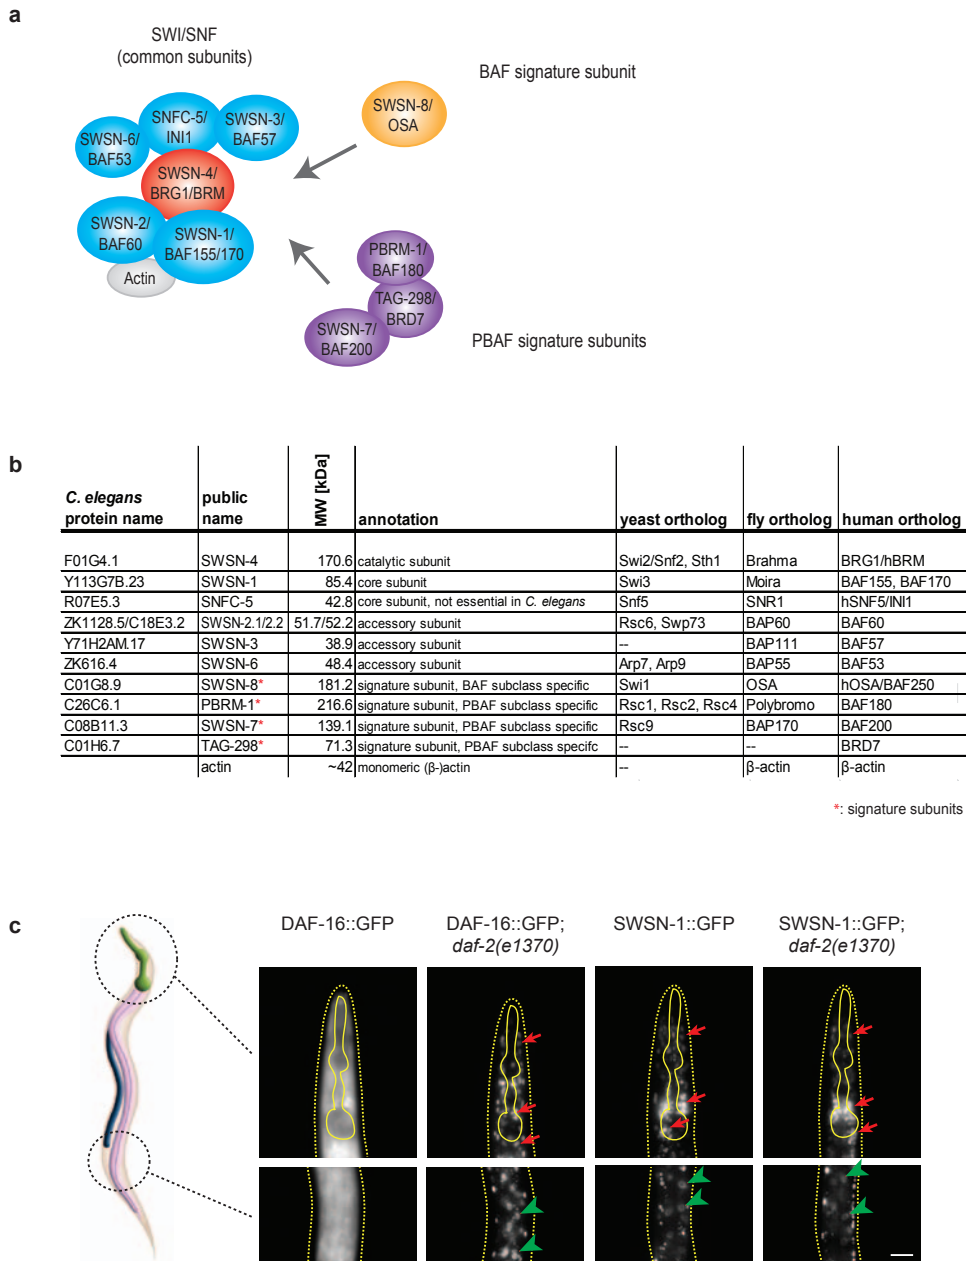 a
SWI/SNF
(common subunits)
BAF signature subunit
SWSN-8/
OSA
SNFC-5/
INI1
SWSN-3/
BAF57
SWSN-6/
BAF53
SWSN-4/
BRG1/BRM
SWSN-2/
BAF60
SWSN-1/
BAF155/170
Actin
PBRM-1/
BAF180
TAG-298/
BRD7
SWSN-7/
BAF200
PBAF signature subunits
b
C. elegans protein name public name MW [kDa] annotation yeast ortholog fly ortholog human ortholog
F01G4.1 SWSN-4 170.6 catalytic subunit Swi2/Snf2, Sth1 Brahma BRG1/hBRM
Y113G7B.23 SWSN-1 85.4 core subunit Swi3 Moira BAF155, BAF170
R07E5.3 SNFC-5 42.8 core subunit, not essential in C. elegans Snf5 SNR1 hSNF5/INI1
ZK1128.5/C18E3.2 SWSN-2.1/2.2 51.7/52.2 accessory subunit Rsc6, Swp73 BAP60 BAF60
Y71H2AM.17 SWSN-3 38.9 accessory subunit -- BAP111 BAF57
ZK616.4 SWSN-6 48.4 accessory subunit Arp7, Arp9 BAP55 BAF53
C01G8.9 SWSN-8* 181.2 signature subunit, BAF subclass specific Swi1 OSA hOSA/BAF250
C26C6.1 PBRM-1* 216.6 signature subunit, PBAF subclass specific Rsc1, Rsc2, Rsc4 Polybromo BAF180
C08B11.3 SWSN-7* 139.1 signature subunit, PBAF subclass specific Rsc9 BAP170 BAF200
C01H6.7 TAG-298* 71.3 signature subunit, PBAF subclass specifc -- -- BRD7
actin ~42 monomeric (β-)actin -- β-actin β-actin
*: signature subunits
c
DAF-16::GFP
DAF-16::GFP;
daf-2(e1370)
SWSN-1::GFP
SWSN-1::GFP;
daf-2(e1370)